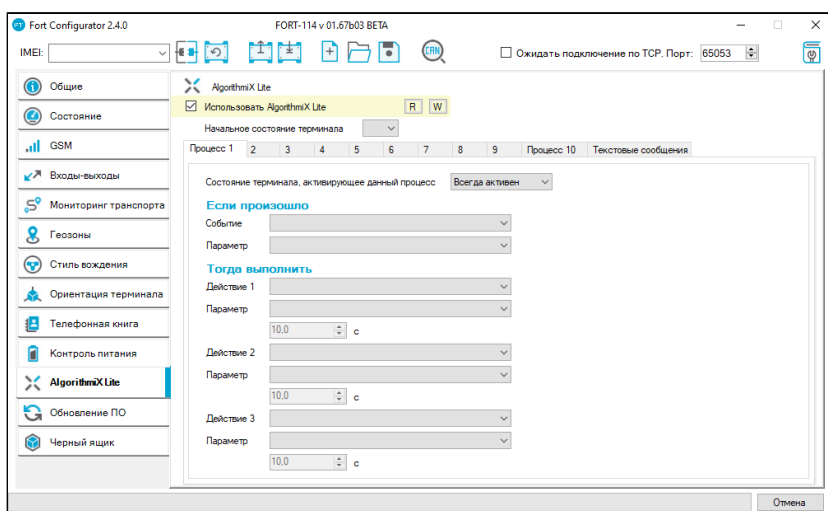 Fort Configurator 2.4.0 FORT-114 v 01.67b03 BETA
IMEI: CAN Ожидать подключение по TCP. Порт: 65053
Общие
Состояние
GSM
Входы-выходы
Мониторинг транспорта
Геозоны
Стиль вождения
Ориентация терминала
Телефонная книга
Контроль питания
AlgorithmiX Lite
Обновление ПО
Черный ящик
AlgorithmiX Lite
Использовать AlgorithmiX Lite R W
Начальное состояние терминала
Процесс 1 2 3 4 5 6 7 8 9 Процесс 10 Текстовые сообщения
Состояние терминала, активирующее данный процесс Всегда активен
Если произошло
Событие
Параметр
Тогда выполнить
Действие 1
Параметр
10,0 с
Действие 2
Параметр
10,0 с
Действие 3
Параметр
10,0 с
Отмена